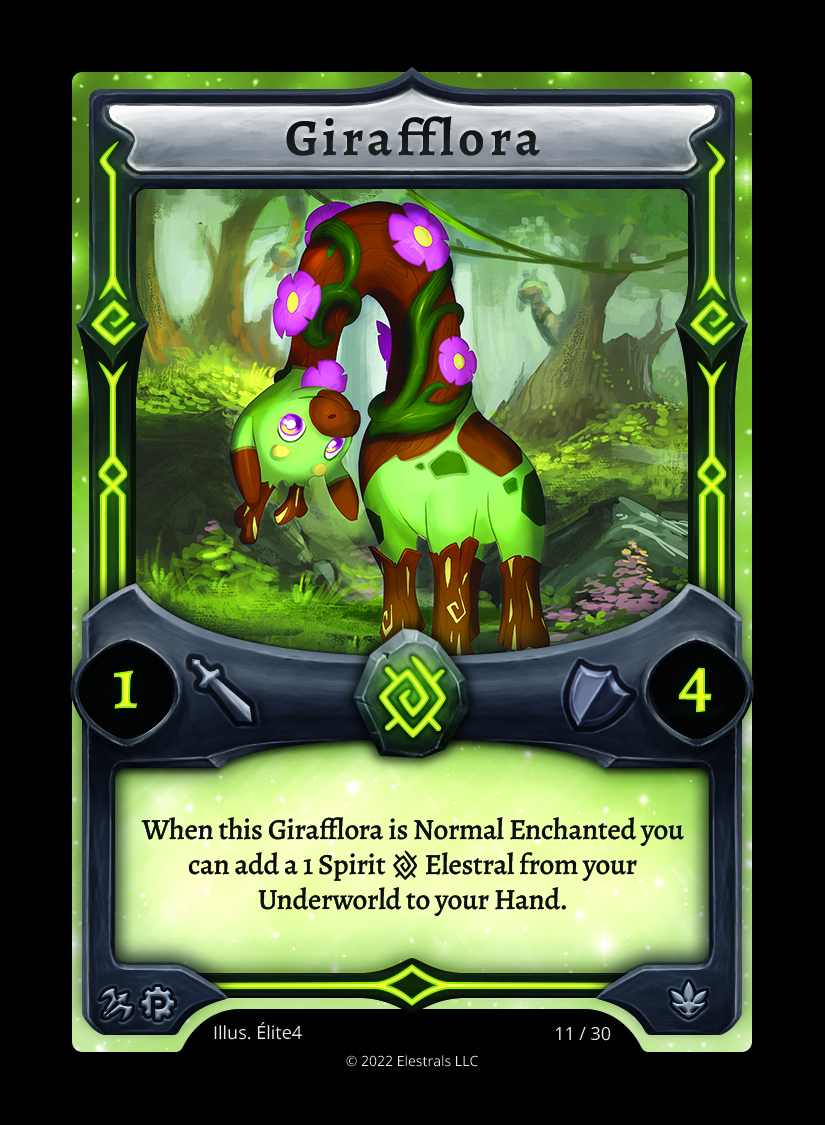 Girafflora
1
4
When this Girafflora is Normal Enchanted you
can add a 1 Spirit Elestral from your
Underworld to your Hand.
Illus. Élite4
11 / 30
© 2022 Elestrals LLC